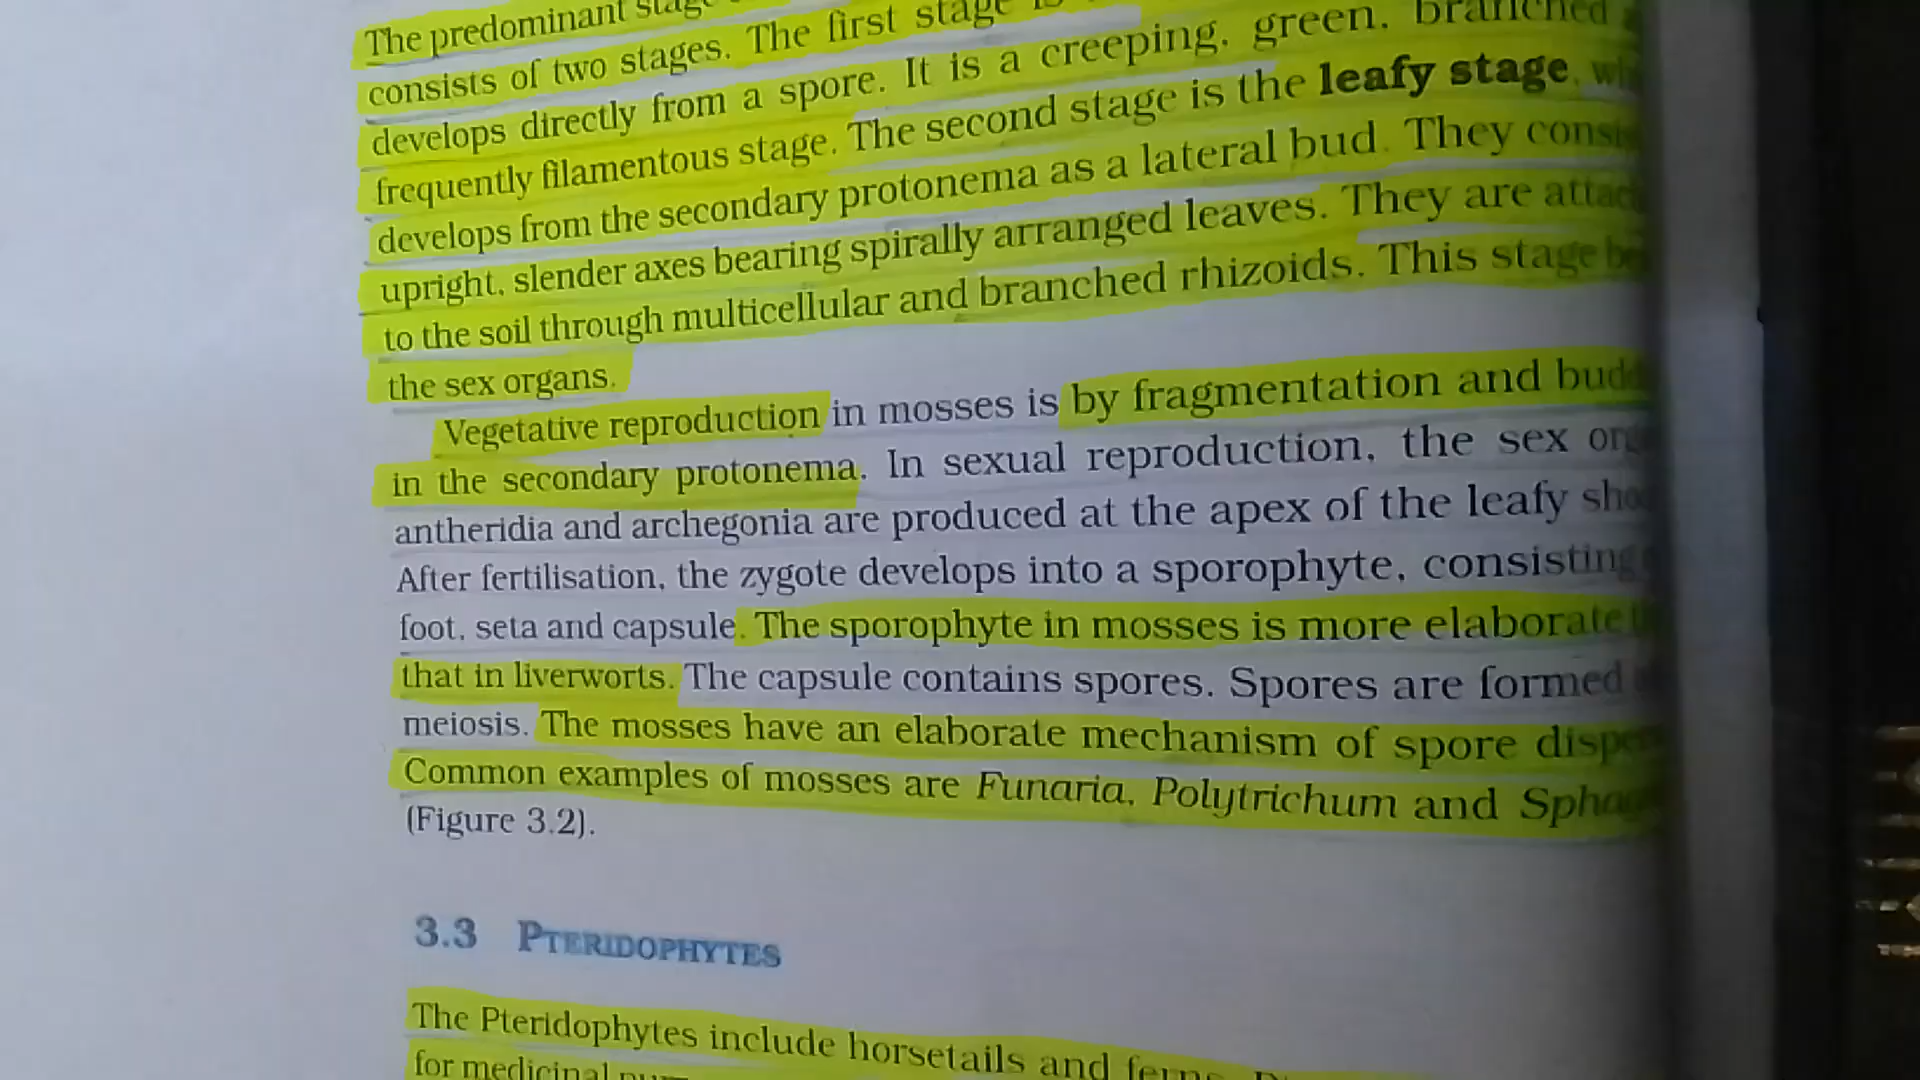 The predominant
consists of two stages. The first stage is
develops directly from a spore. It is a creeping, green, branched
frequently filamentous stage. The second stage is the leafy stage,
develops from the secondary protonema as a lateral bud. They
upright, slender axes bearing spirally arranged leaves. They are
to the soil through multicellular and branched rhizoids. This stage
the sex organs.
Vegetative reproduction in mosses is by fragmentation and
in the secondary protonema. In sexual reproduction, the sex
antheridia and archegonia are produced at the apex of the leafy
After fertilisation, the zygote develops into a sporophyte, consisting
foot, seta and capsule. The sporophyte in mosses is more elaborate
that in liverworts. The capsule contains spores. Spores are formed
meiosis. The mosses have an elaborate mechanism of spore
Common examples of mosses are Funaria, Polytrichum and
(Figure 3.2).
3.3 PTERIDOPHYTES
The Pteridophytes include horsetails and ferns.
for medicinal